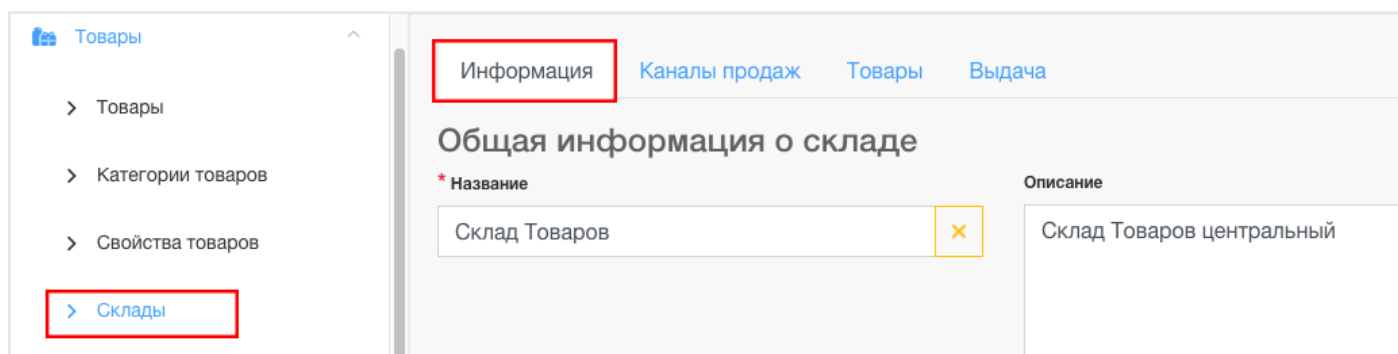 Товары
Товары
Категории товаров
Свойства товаров
Склады
Информация Каналы продаж Товары Выдача
Общая информация о складе
* Название
Склад Товаров
Описание
Склад Товаров центральный